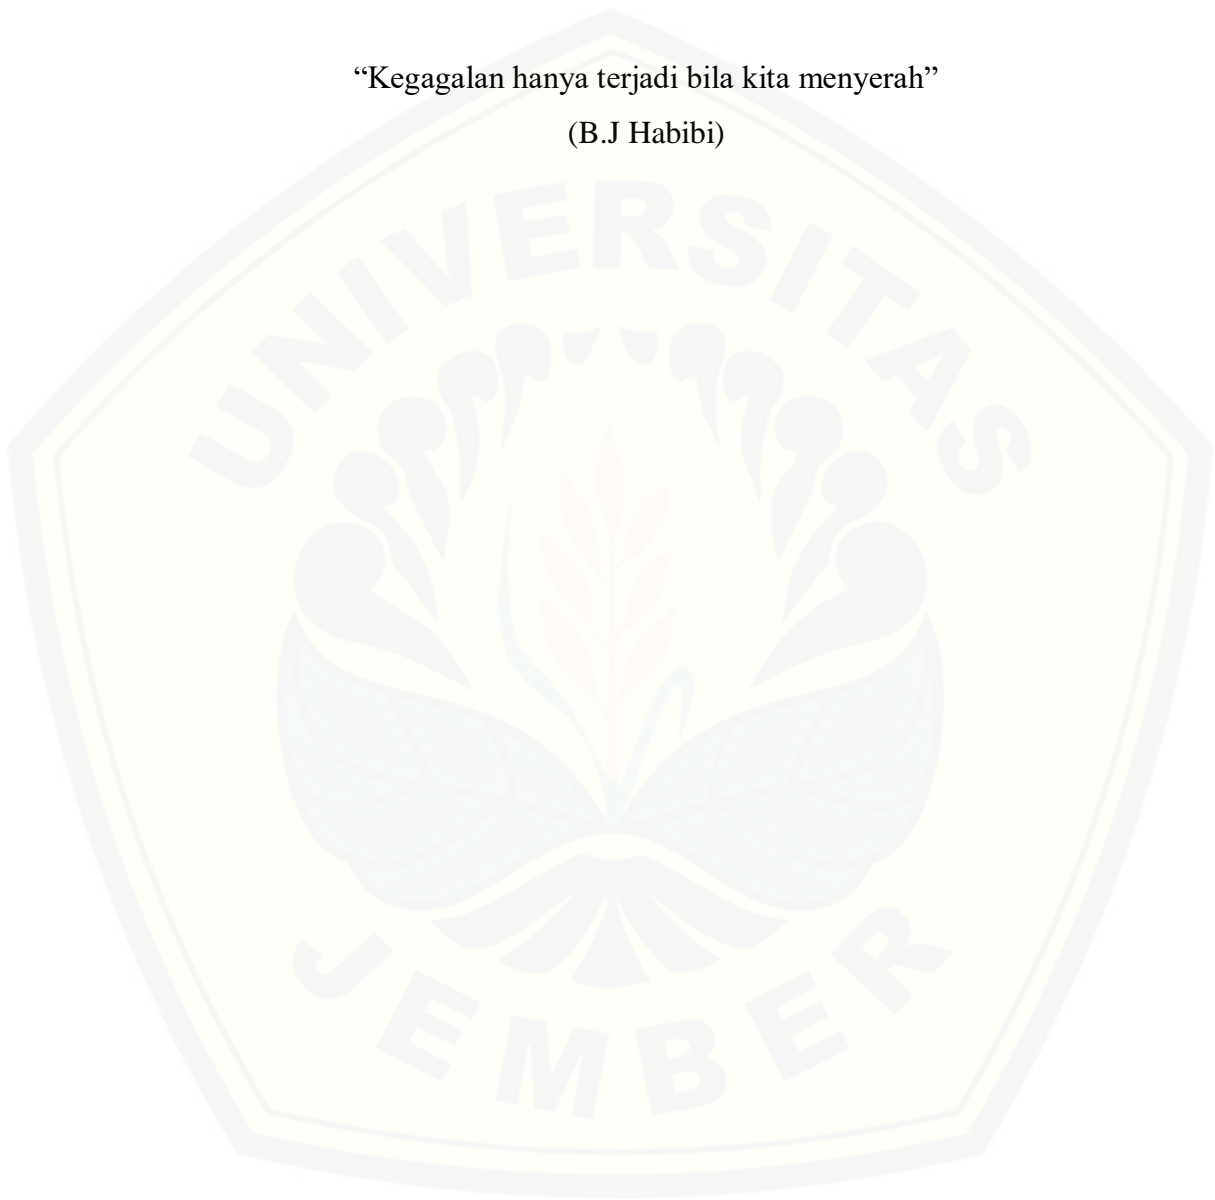 “Kegagalan hanya terjadi bila kita menyerah”
(B.J Habibi)
UNIVERSITAS
JEMBER